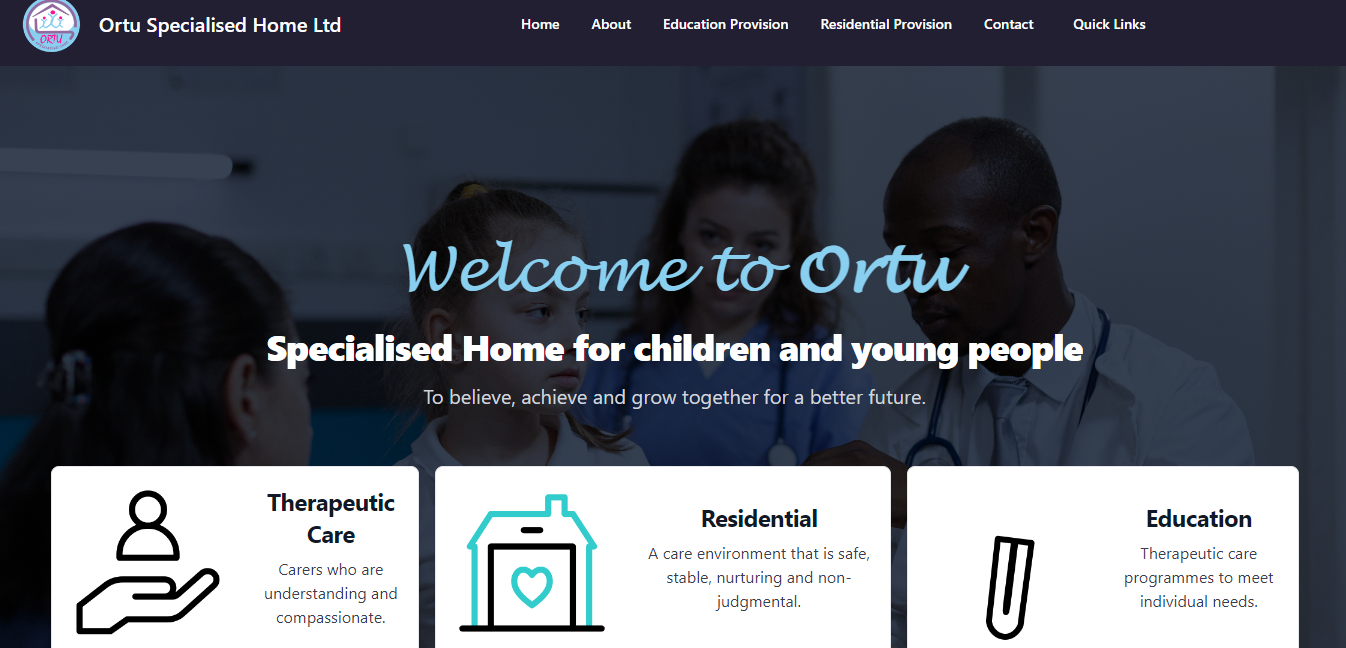 ORTU
Ortu Specialised Home Ltd
Home
About
Education Provision
Residential Provision
Contact
Quick Links
Welcome to Ortu
Specialised Home for children and young people
To believe, achieve and grow together for a better future.
Therapeutic
Care
Carers who are
understanding and
compassionate.
Residential
A care environment that is safe,
stable, nurturing and non-
judgmental.
Education
Therapeutic care
programmes to meet
individual needs.